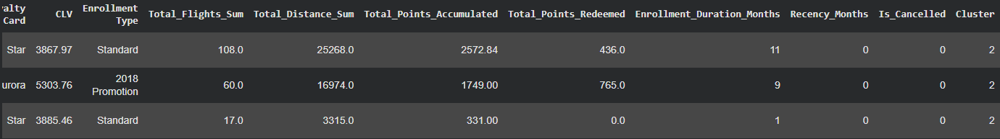 yalty Card CLV Enrollment Type Total_Flights_Sum Total_Distance_Sum Total_Points_Accumulated Total_Points_Redeemed Enrollment_Duration_Months Recency_Months Is_Cancelled Cluster
Star 3867.97 Standard 108.0 25268.0 2572.84 436.0 11 0 0 2
urora 5303.76 2018 Promotion 60.0 16974.0 1749.00 765.0 9 0 0 2
Star 3885.46 Standard 17.0 3315.0 331.00 0.0 1 0 0 2